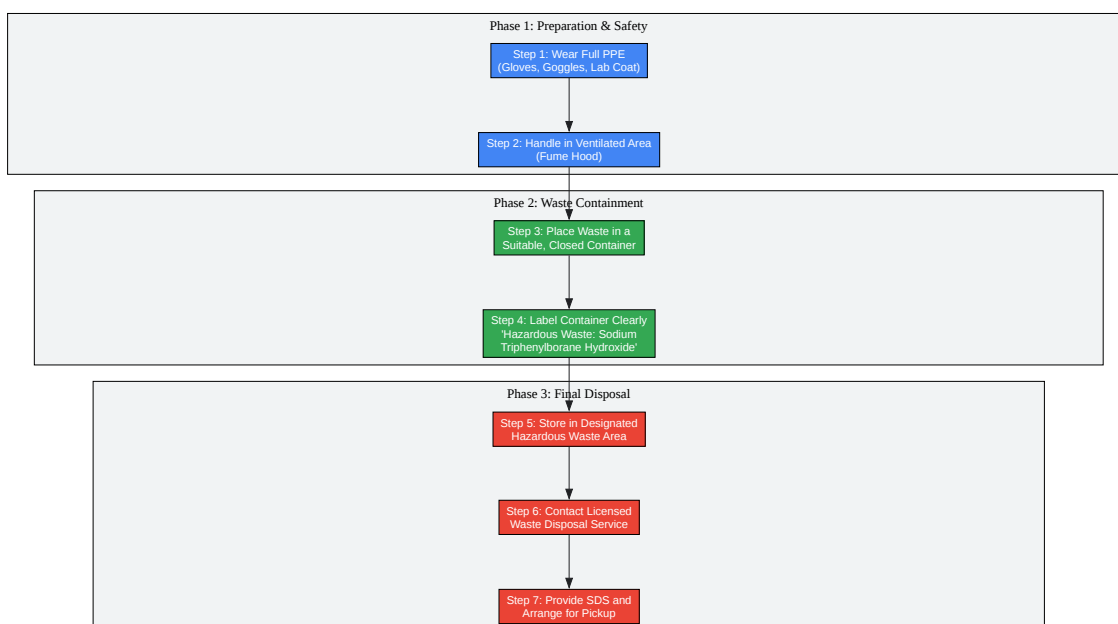 Phase 1: Preparation & Safety
Step 1: Wear Full PPE
(Gloves, Goggles, Lab Coat)
Step 2: Handle in Ventilated Area
(Fume Hood)
Phase 2: Waste Containment
Step 3: Place Waste in a
Suitable, Closed Container
Step 4: Label Container Clearly
'Hazardous Waste: Sodium
Triphenylborane Hydroxide'
Phase 3: Final Disposal
Step 5: Store in Designated
Hazardous Waste Area
Step 6: Contact Licensed
Waste Disposal Service
Step 7: Provide SDS and
Arrange for Pickup